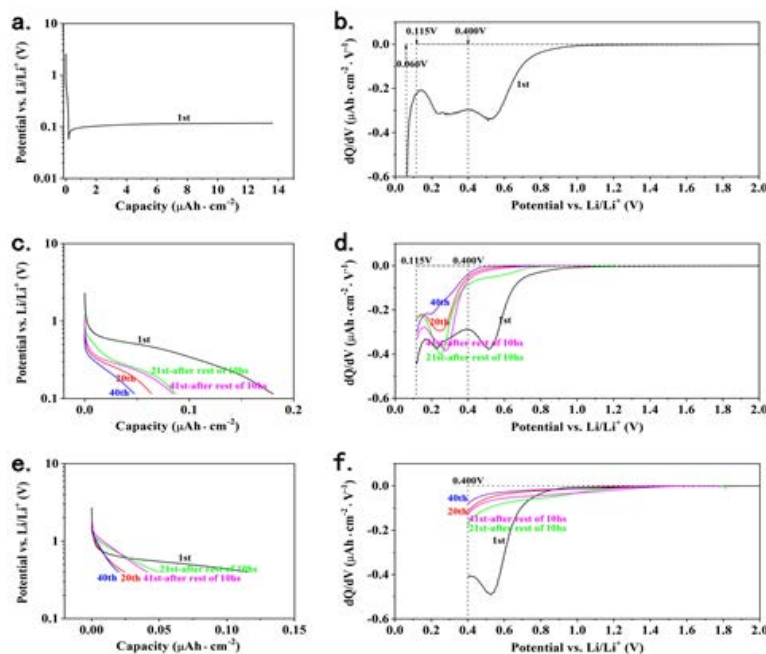 a.
Potential vs. Li/Li⁺ (V)
10
1
0.1
0.01
1st
0 2 4 6 8 10 12 14 16
Capacity (μAh·cm⁻²)
b.
0.115V 0.400V
0.060V
dQ/dV (μAh·cm⁻²·V⁻¹)
0.0
-0.2
-0.4
-0.6
1st
0.0 0.2 0.4 0.6 0.8 1.0 1.2 1.4 1.6 1.8 2.0
Potential vs. Li/Li⁺ (V)
c.
Potential vs. Li/Li⁺ (V)
10
1
0.1
1st
21st-after rest of 10hs
20th
41st-after rest of 10hs
40th
0.0 0.1 0.2
Capacity (μAh·cm⁻²)
d.
0.115V 0.400V
dQ/dV (μAh·cm⁻²·V⁻¹)
0.0
-0.2
-0.4
-0.6
40th
20th
1st
41st-after rest of 10hs
21st-after rest of 10hs
0.0 0.2 0.4 0.6 0.8 1.0 1.2 1.4 1.6 1.8 2.0
Potential vs. Li/Li⁺ (V)
e.
Potential vs. Li/Li⁺ (V)
10
1
0.1
1st
21st-after rest of 10hs
40th 20th 41st-after rest of 10hs
0.00 0.05 0.10 0.15
Capacity (μAh·cm⁻²)
f.
0.400V
dQ/dV (μAh·cm⁻²·V⁻¹)
0.0
-0.2
-0.4
-0.6
40th
20th
41st-after rest of 10hs
21st-after rest of 10hs
1st
0.0 0.2 0.4 0.6 0.8 1.0 1.2 1.4 1.6 1.8 2.0
Potential vs. Li/Li⁺ (V)